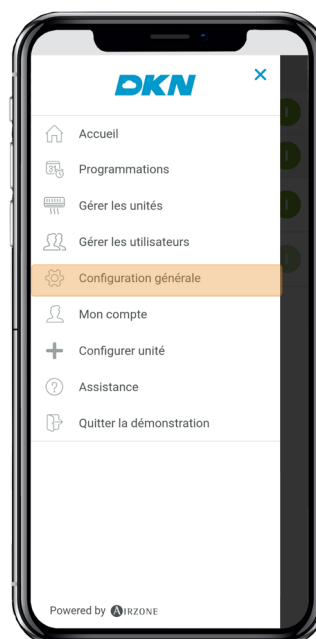 DKN
Accueil
31
Programmations
Gérer les unités
Gérer les utilisateurs
Configuration générale
Mon compte
Configurer unité
Assistance
Quitter la démonstration
Powered by AIRZONE